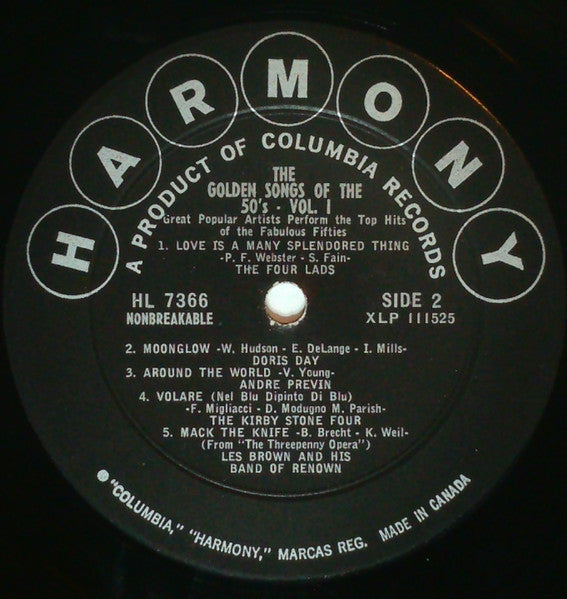 HARMONY
A PRODUCT OF COLUMBIA RECORDS
THE
GOLDEN SONGS OF THE
50's - VOL. I
Great Popular Artists Perform the Top Hits
of the Fabulous Fifties
1. LOVE IS A MANY SPLENDORED THING
-P. F. Webster - S. Fain-
THE FOUR LADS
HL 7366
NONBREAKABLE
SIDE 2
XLP 111525
2. MOONGLOW -W. Hudson - E. DeLange - I. Mills-
DORIS DAY
3. AROUND THE WORLD -V. Young-
ANDRE PREVIN
4. VOLARE (Nel Blu Dipinto Di Blu)
-F. Migliacci - D. Modugno M. Parish-
THE KIRBY STONE FOUR
5. MACK THE KNIFE -B. Brecht - K. Weil-
(From "The Threepenny Opera")
LES BROWN AND HIS
BAND OF RENOWN
"COLUMBIA," "HARMONY," MARCAS REG. MADE IN CANADA